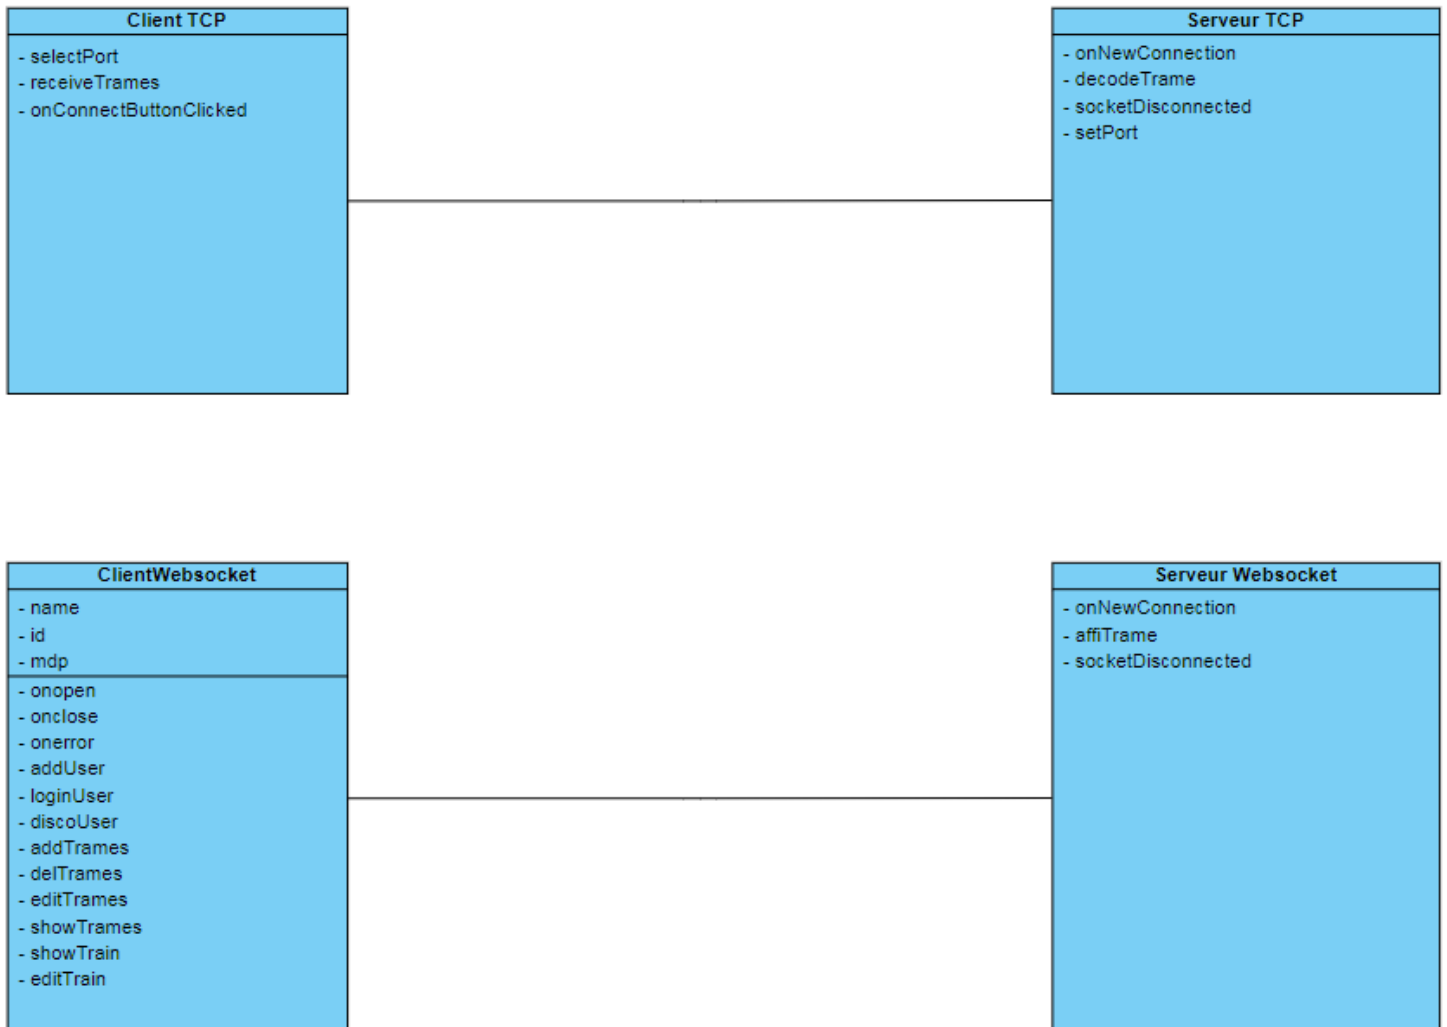 Client TCP
- selectPort
- receiveTrames
- onConnectButtonClicked
Serveur TCP
- onNewConnection
- decodeTrame
- socketDisconnected
- setPort
ClientWebsocket
- name
- id
- mdp
- onopen
- onclose
- onerror
- addUser
- loginUser
- discoUser
- addTrames
- delTrames
- editTrames
- showTrames
- showTrain
- editTrain
Serveur Websocket
- onNewConnection
- affiTrame
- socketDisconnected